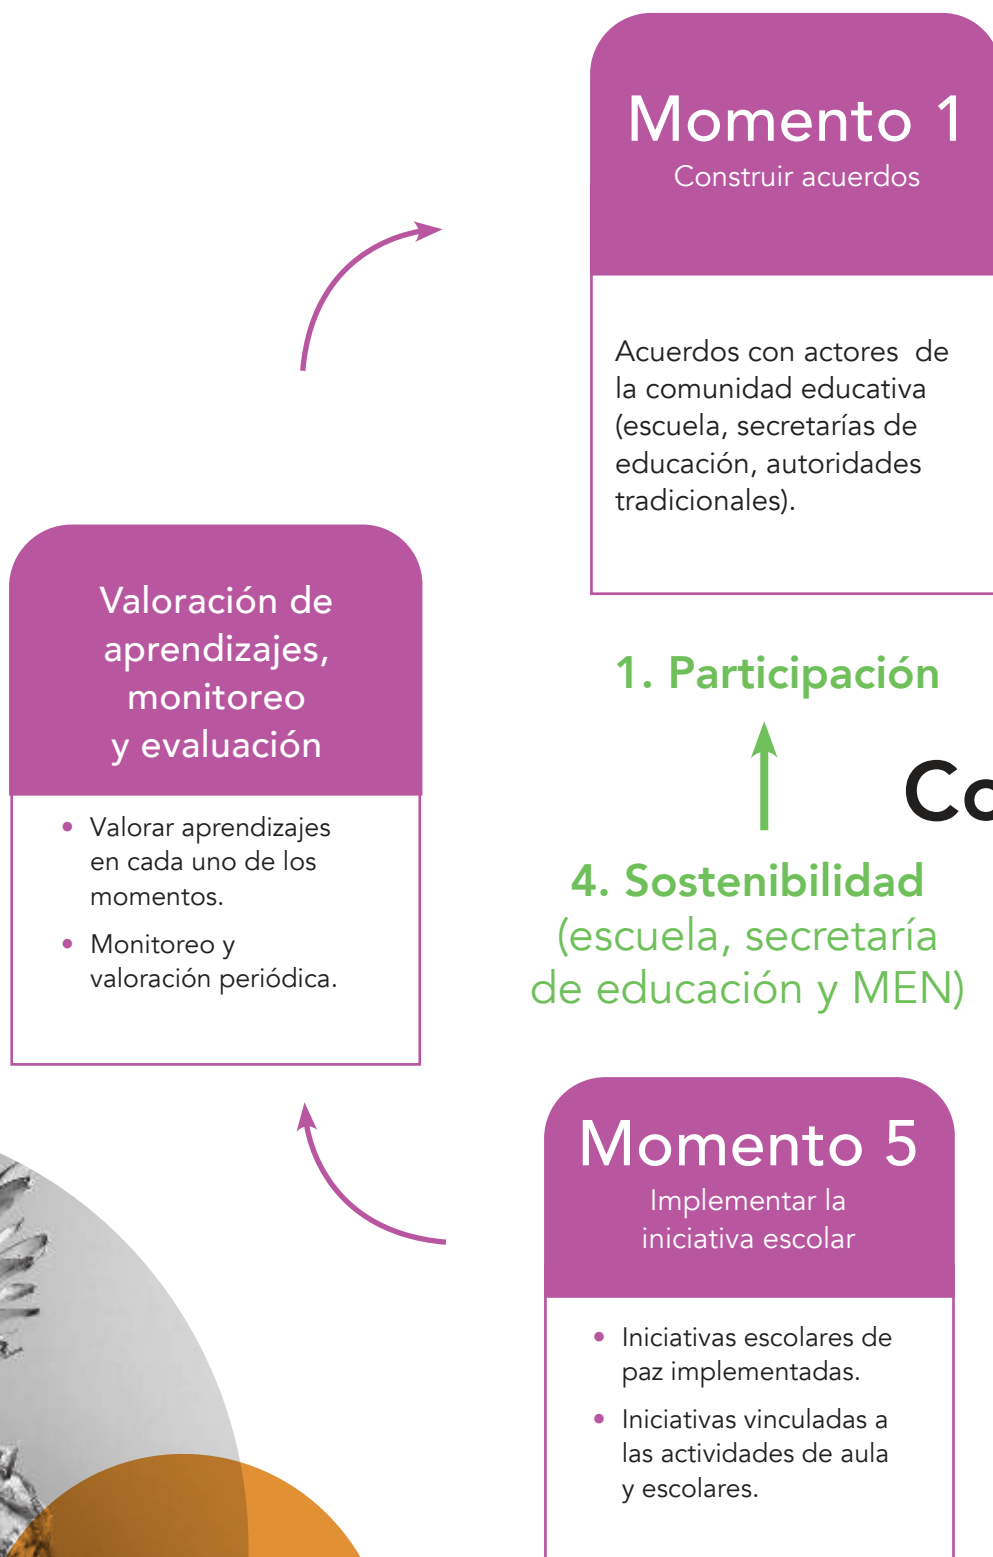 Momento 1
Construir acuerdos
Acuerdos con actores de
la comunidad educativa
(escuela, secretarías de
educación, autoridades
tradicionales).
Valoración de
aprendizajes,
monitoreo
y evaluación
• Valorar aprendizajes
en cada uno de los
momentos.
• Monitoreo y
valoración periódica.
1. Participación
4. Sostenibilidad
(escuela, secretaría
de educación y MEN)
Momento 5
Implementar la
iniciativa escolar
• Iniciativas escolares de
paz implementadas.
• Iniciativas vinculadas a
las actividades de aula
y escolares.